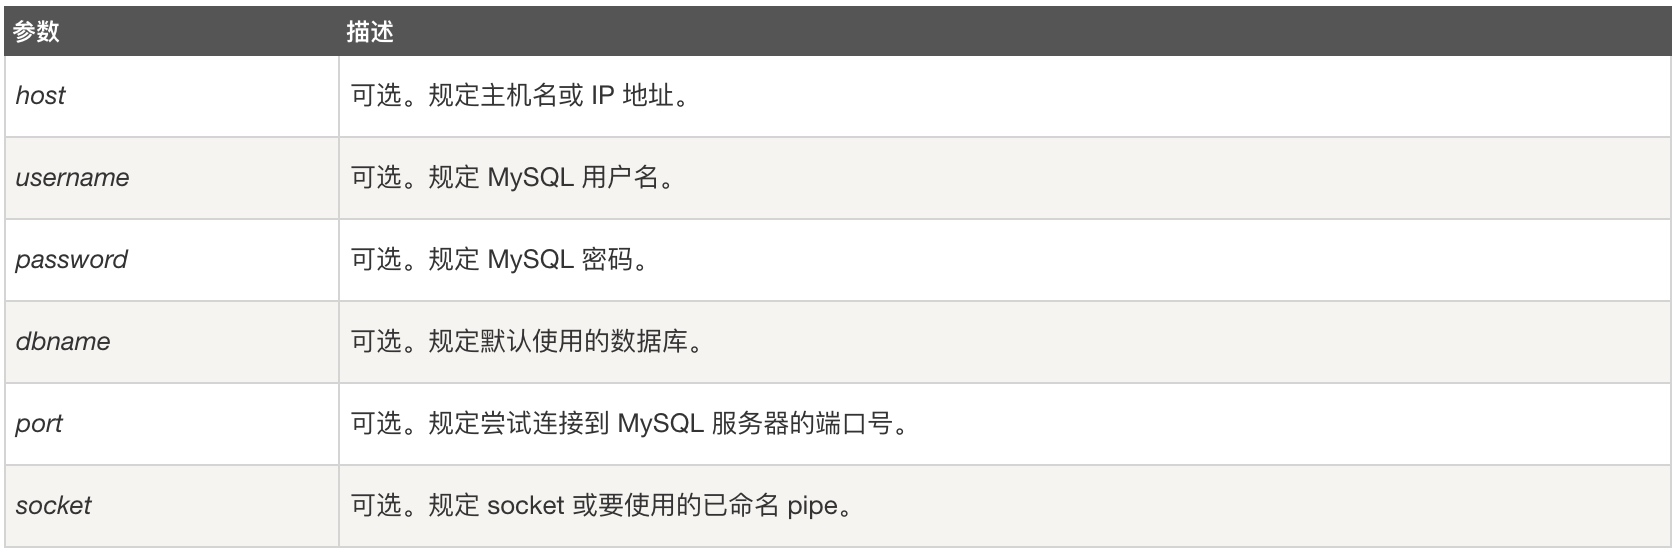 参数 描述
host 可选。规定主机名或 IP 地址。
username 可选。规定 MySQL 用户名。
password 可选。规定 MySQL 密码。
dbname 可选。规定默认使用的数据库。
port 可选。规定尝试连接到 MySQL 服务器的端口号。
socket 可选。规定 socket 或要使用的已命名 pipe。